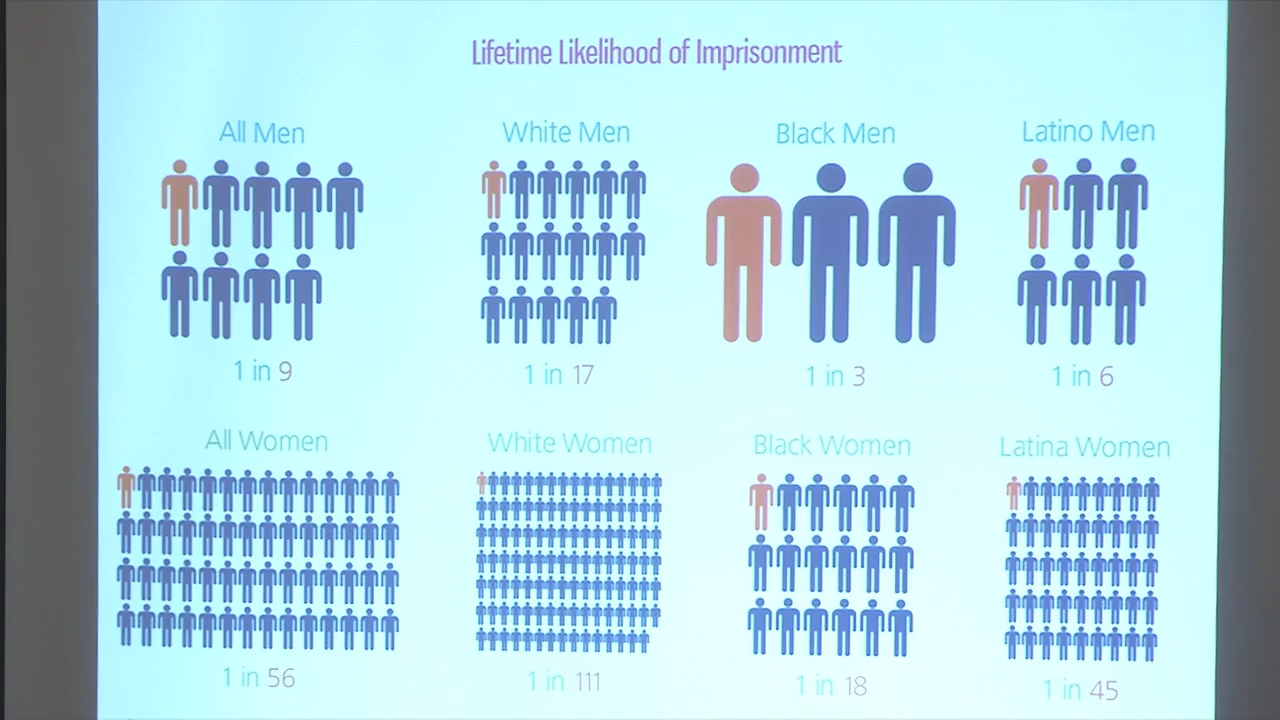 Lifetime Likelihood of Imprisonment
All Men
White Men
Black Men
Latino Men
1 in 9
1 in 17
1 in 3
1 in 6
All Women
White Women
Black Women
Latina Women
1 in 56
1 in 111
1 in 18
1 in 45